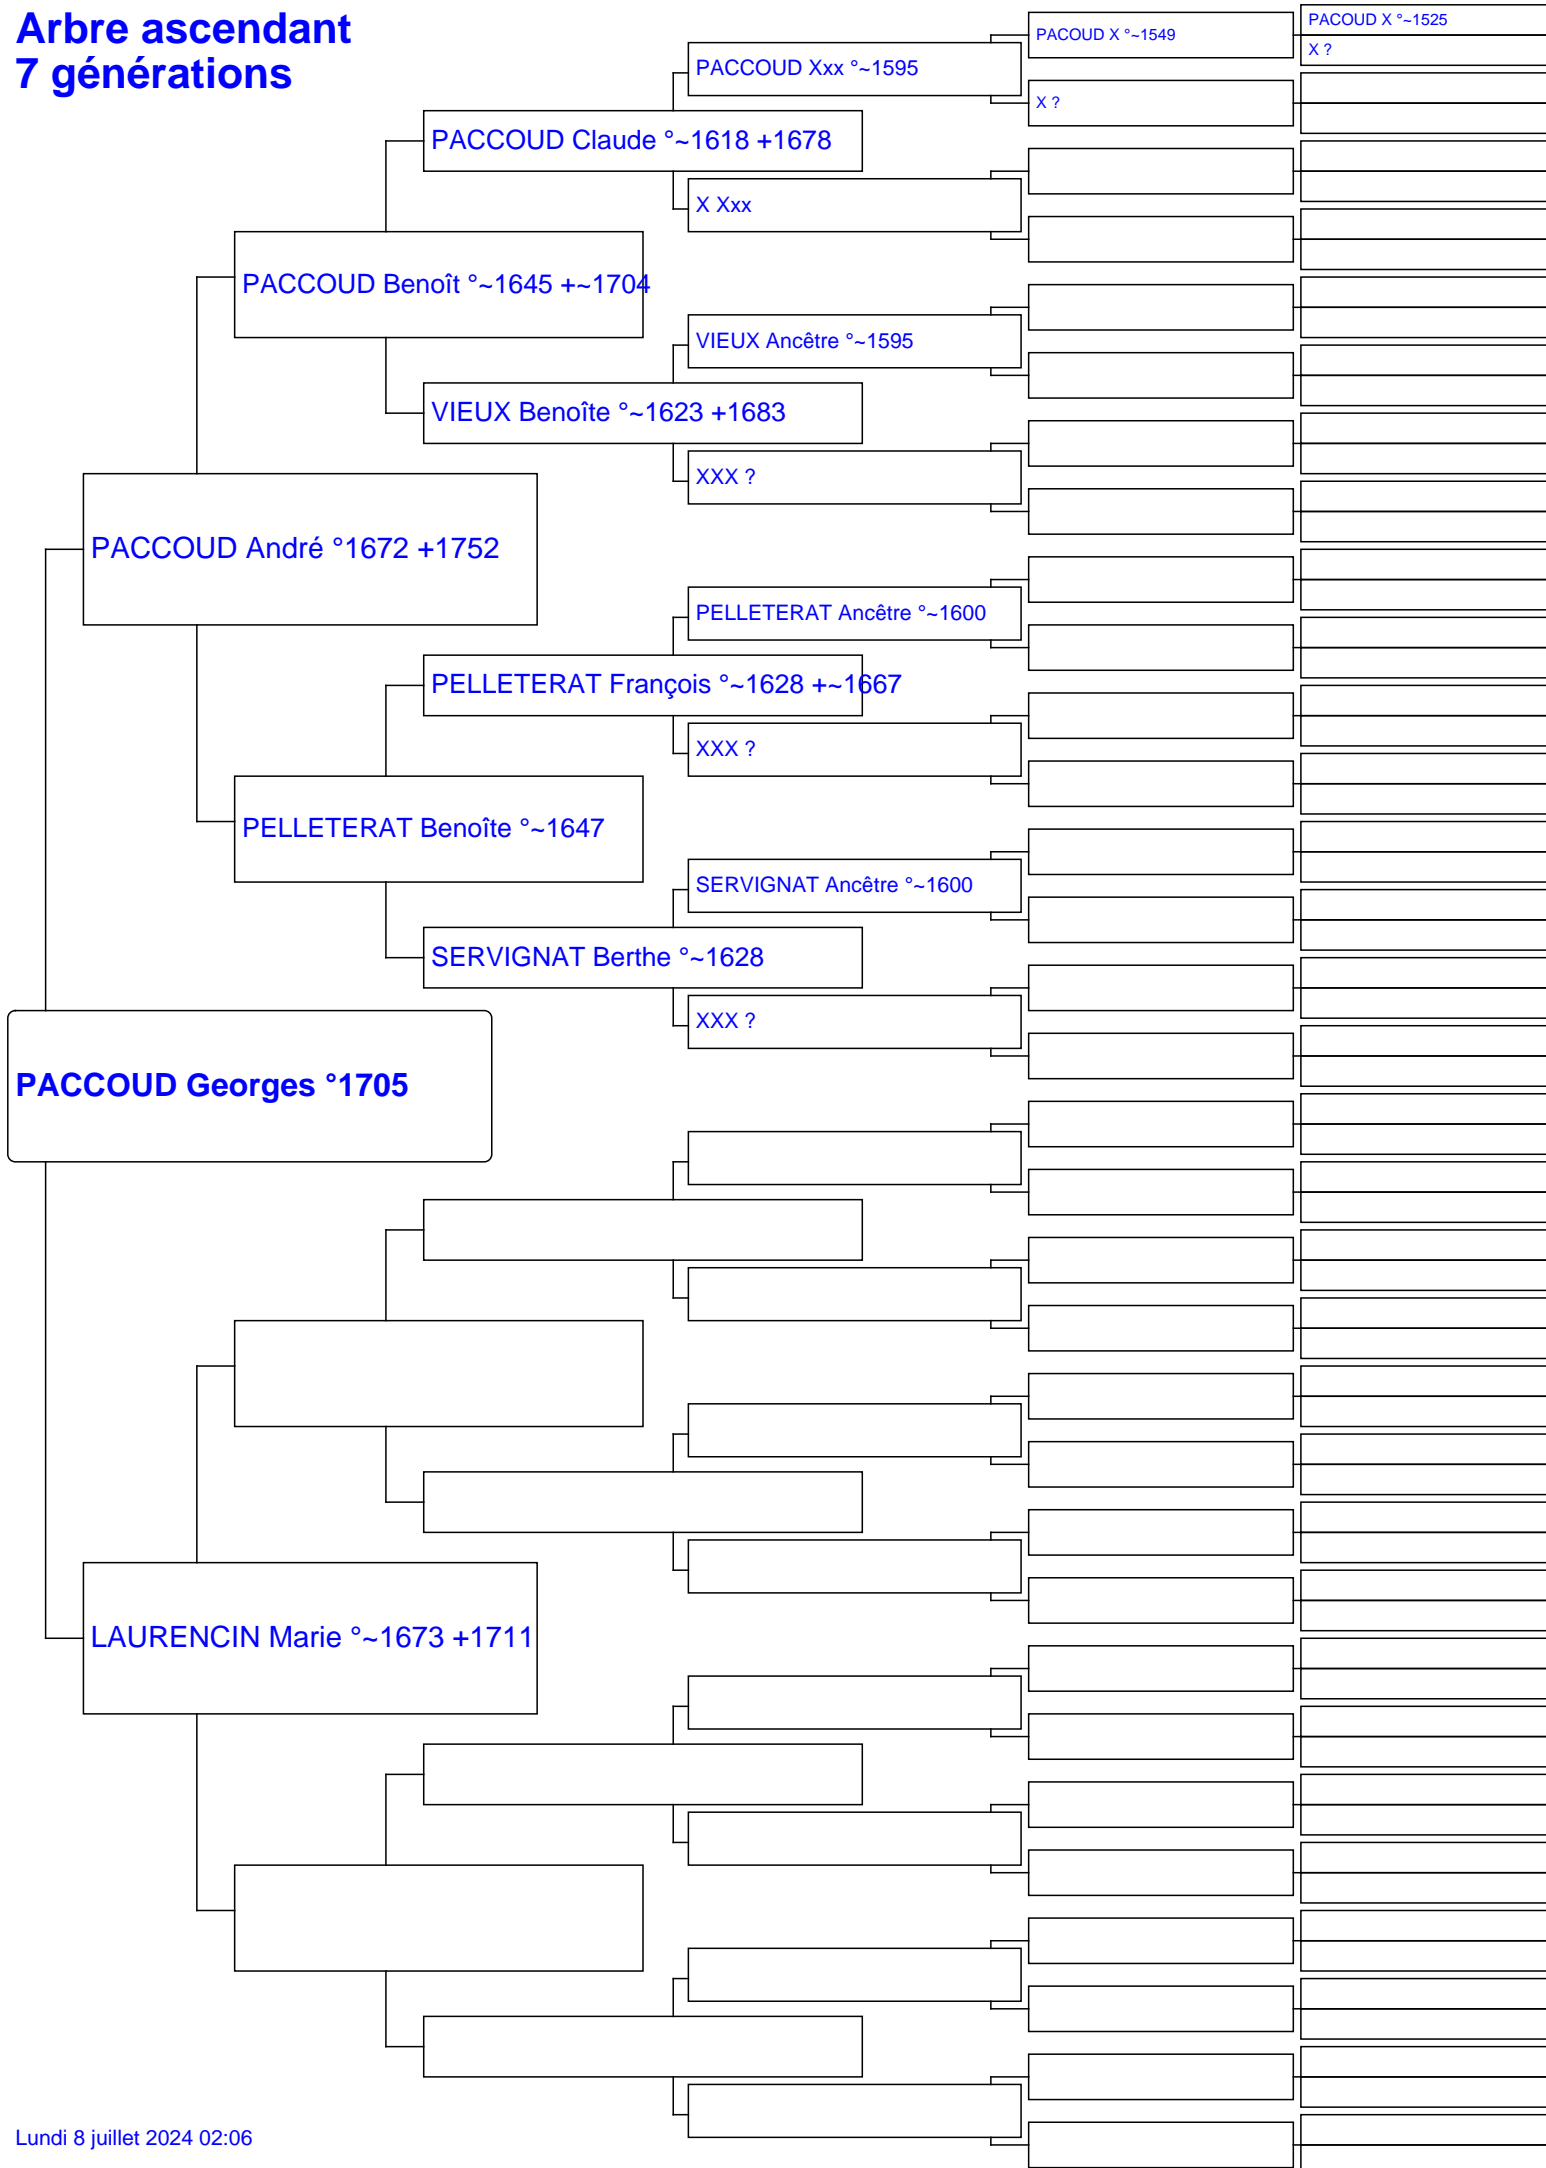 Arbre ascendant
7 générations
PACOUD X °~1525
X ?
PACOUD X °~1549
X ?
PACCOUD Xxx °~1595
PACCOUD Claude °~1618 +1678
X Xxx
PACCOUD Benoît °~1645 +~1704
VIEUX Ancêtre °~1595
VIEUX Benoîte °~1623 +1683
XXX ?
PACCOUD André °1672 +1752
PELLETERAT Ancêtre °~1600
PELLETERAT François °~1628 +~1667
XXX ?
PELLETERAT Benoîte °~1647
SERVIGNAT Ancêtre °~1600
SERVIGNAT Berthe °~1628
XXX ?
PACCOUD Georges °1705
LAURENCIN Marie °~1673 +1711
Lundi 8 juillet 2024 02:06